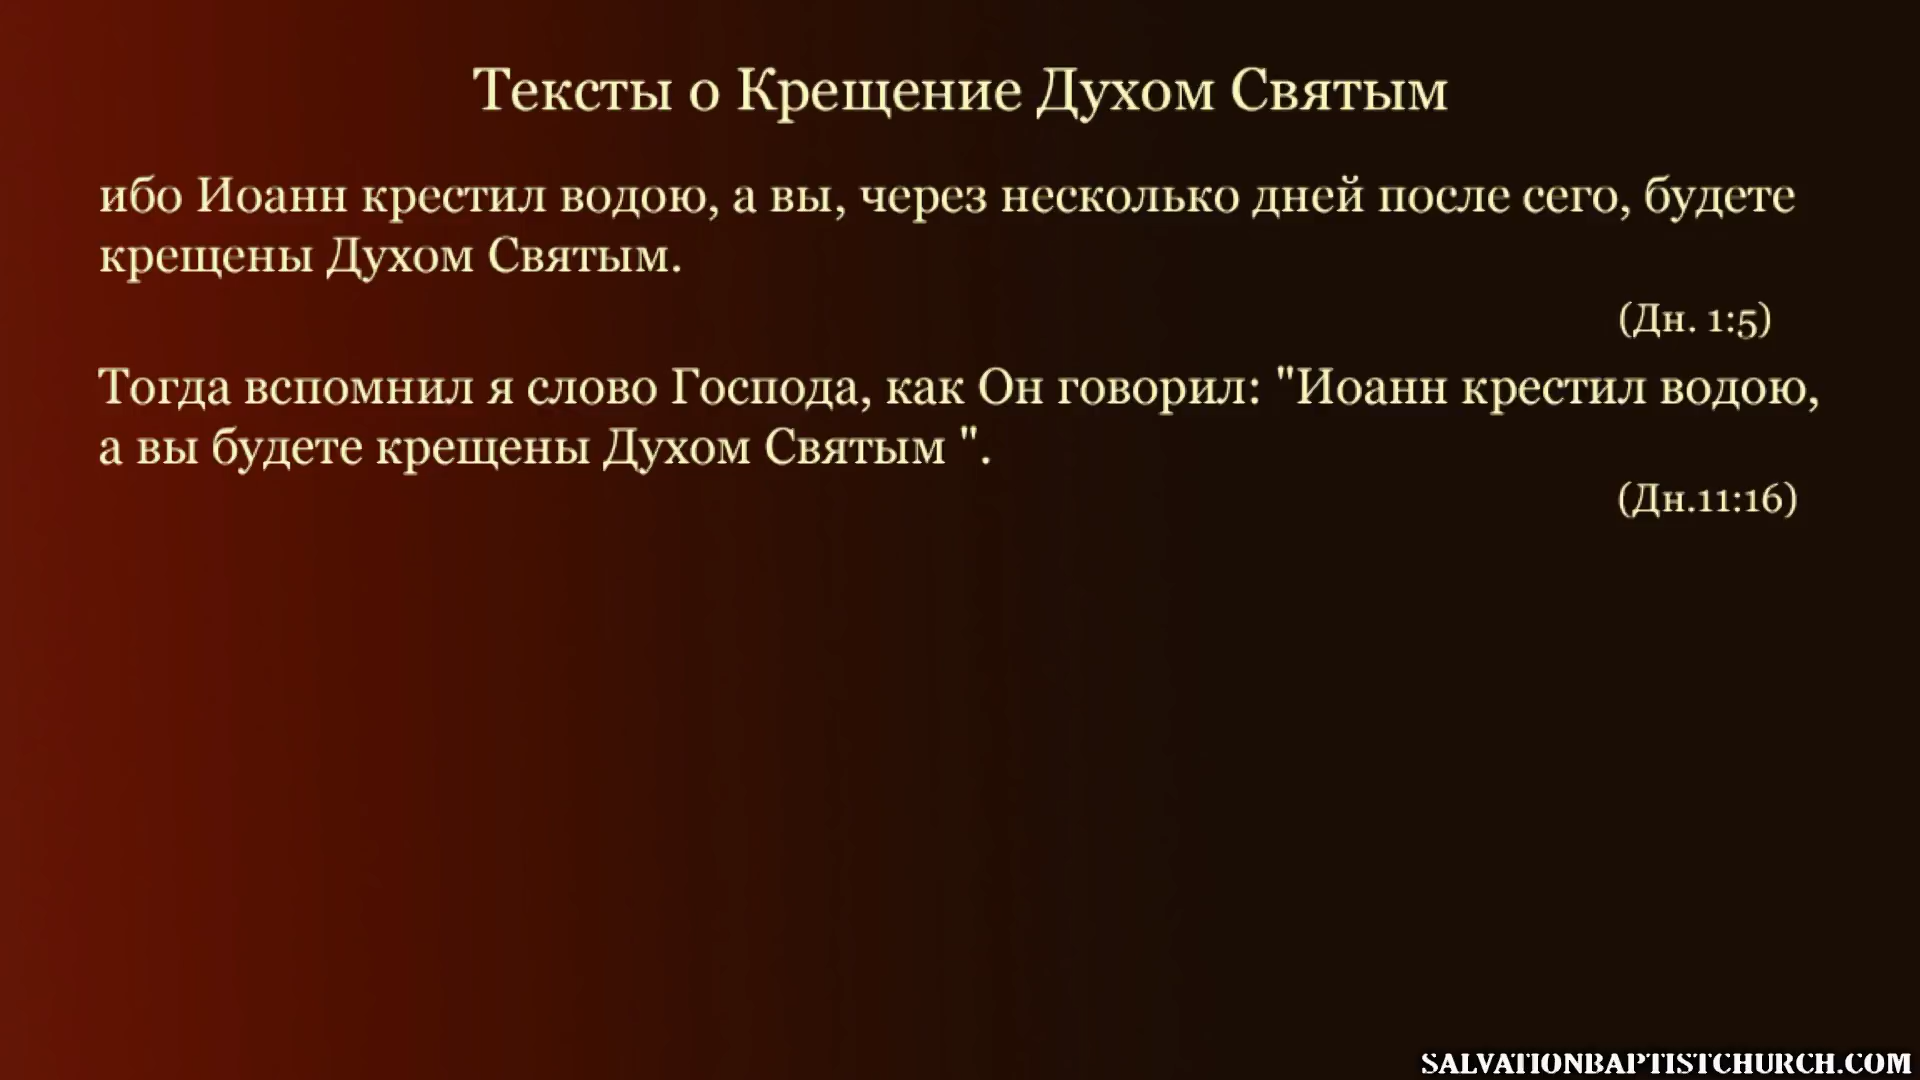 Тексты о Крещение Духом Святым
ибо Иоанн крестил водою, а вы, через несколько дней после сего, будете
крещены Духом Святым.
(Дн. 1:5)
Тогда вспомнил я слово Господа, как Он говорил: "Иоанн крестил водою,
а вы будете крещены Духом Святым ".
(Дн.11:16)
SALVATIONBAPTISTCHURCH.COM